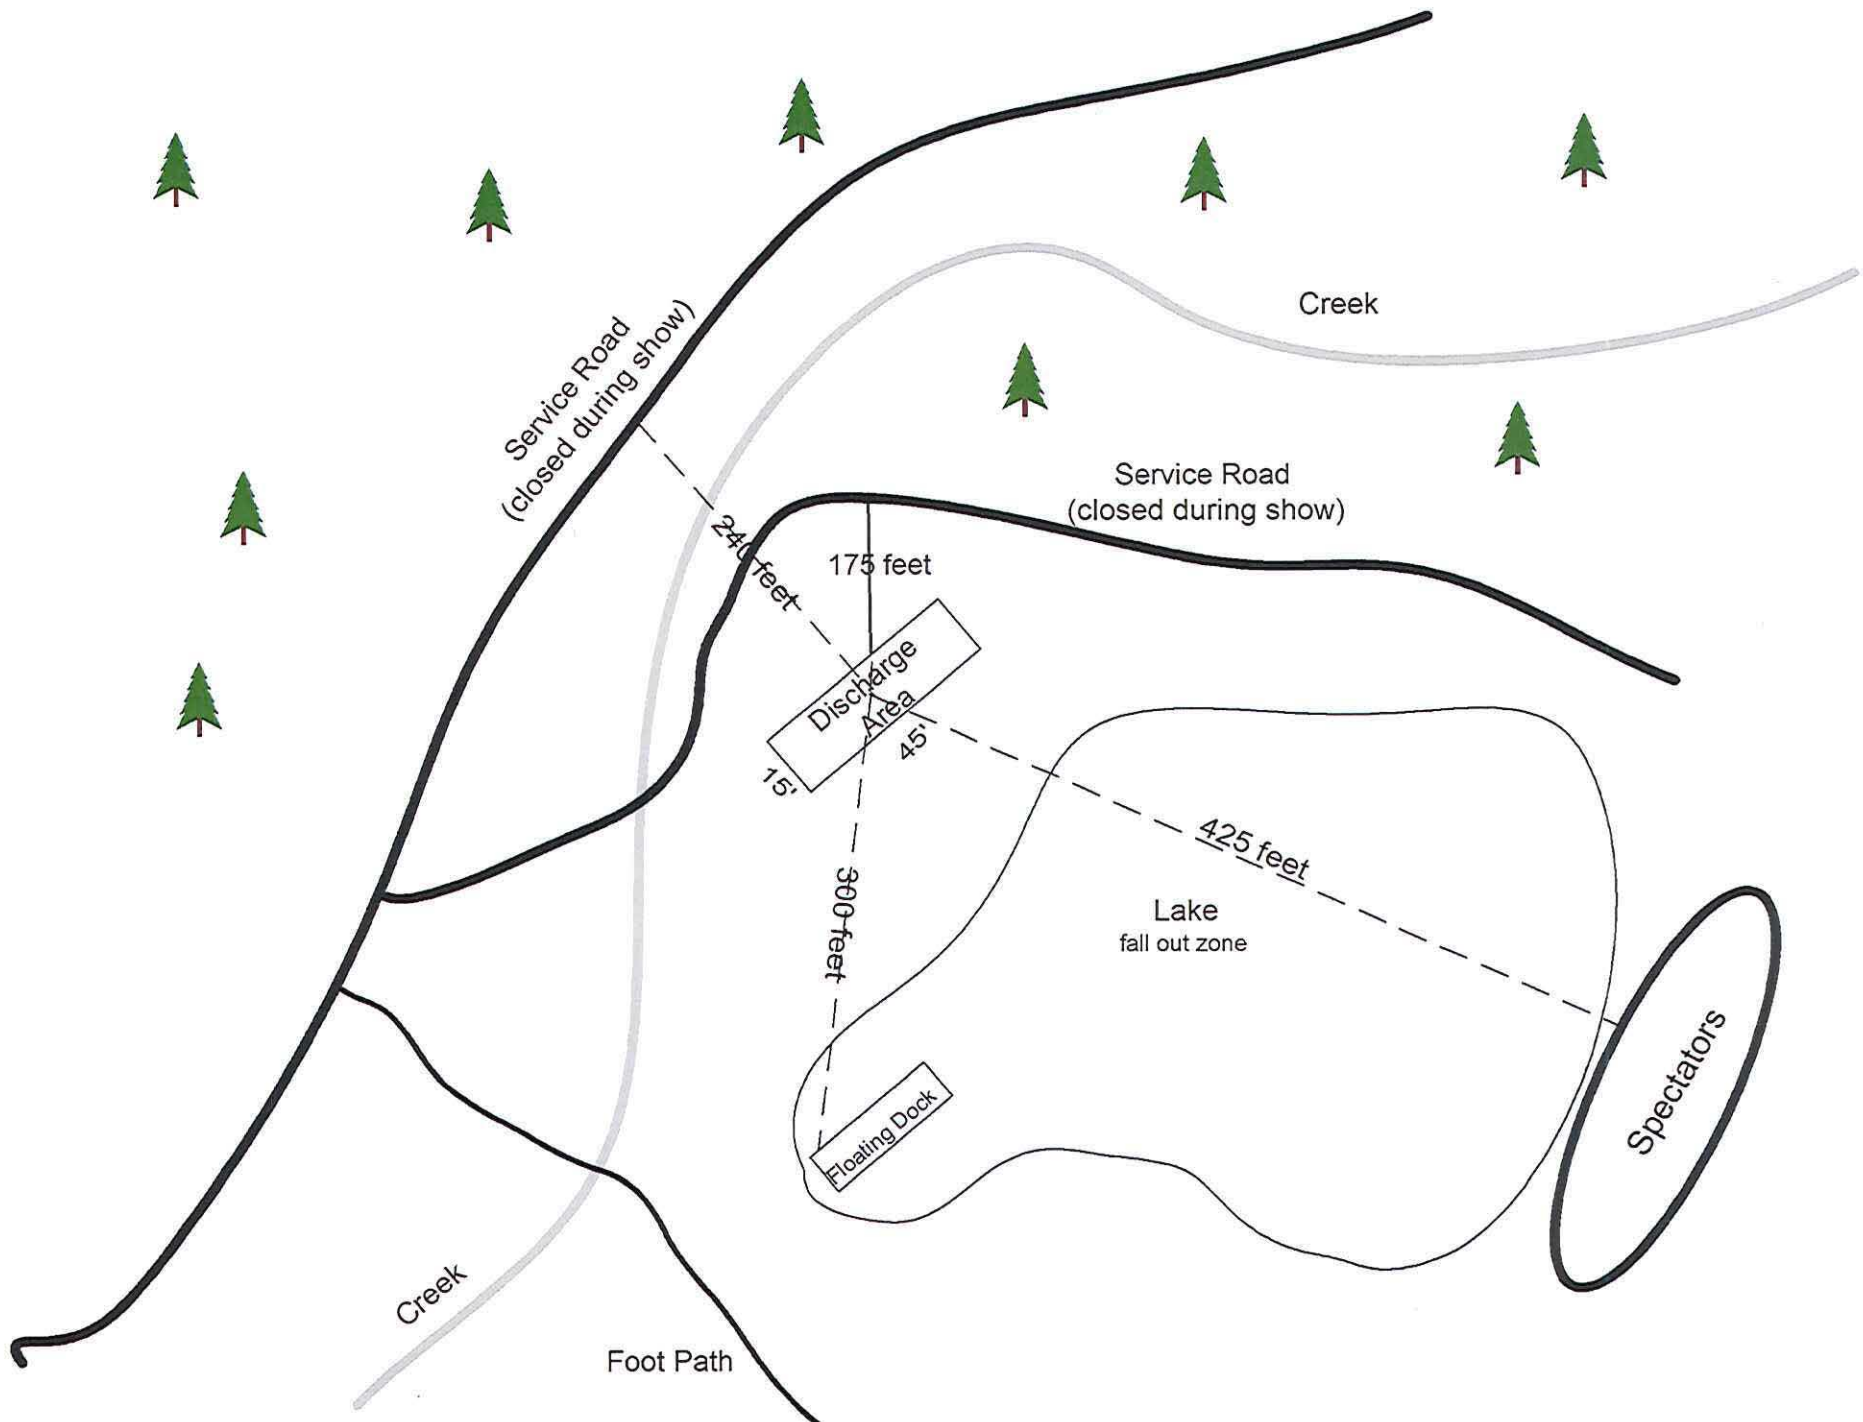 Creek
Service Road
(closed during show)
Service Road
(closed during show)
240 feet
175 feet
Discharge
Area
45'
15'
425 feet
300 feet
Lake
fall out zone
Spectators
Floating Dock
Creek
Foot Path